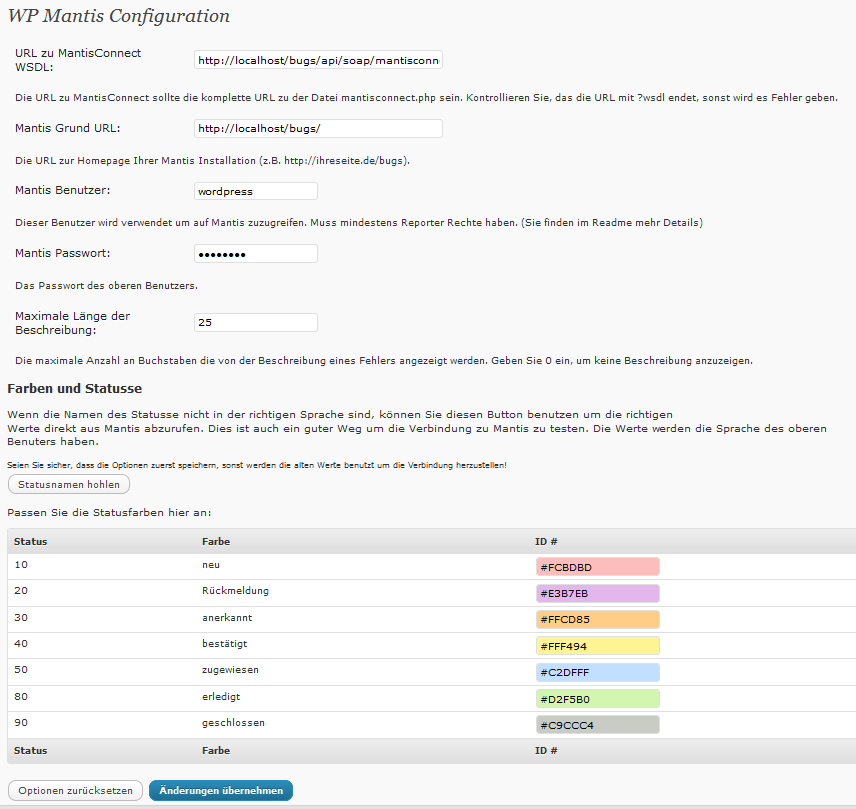 WP Mantis Configuration
URL zu MantisConnect
WSDL:
http://localhost/bugs/api/soap/mantisconn
Die URL zu MantisConnect sollte die komplette URL zu der Datei mantisconnect.php sein. Kontrollieren Sie, das die URL mit ?wsdl endet, sonst wird es Fehler geben.
Mantis Grund URL:
http://localhost/bugs/
Die URL zur Homepage Ihrer Mantis Installation (z.B. http://ihreseite.de/bugs).
Mantis Benutzer:
wordpress
Dieser Benutzer wird verwendet um auf Mantis zuzugreifen. Muss mindestens Reporter Rechte haben. (Sie finden im Readme mehr Details)
Mantis Passwort:
••••••••
Das Passwort des oberen Benutzers.
Maximale Länge der
Beschreibung:
25
Die maximale Anzahl an Buchstaben die von der Beschreibung eines Fehlers angezeigt werden. Geben Sie 0 ein, um keine Beschreibung anzuzeigen.
Farben und Statusse
Wenn die Namen des Statusse nicht in der richtigen Sprache sind, können Sie diesen Button benutzen um die richtigen
Werte direkt aus Mantis abzurufen. Dies ist auch ein guter Weg um die Verbindung zu Mantis zu testen. Die Werte werden die Sprache des oberen
Benuters haben.
Seien Sie sicher, dass die Optionen zuerst speichern, sonst werden die alten Werte benutzt um die Verbindung herzustellen!
Statusnamen hohlen
Passen Sie die Statusfarben hier an:
Status Farbe ID #
10 neu #FCBDBD
20 Rückmeldung #E3B7EB
30 anerkannt #FFCD85
40 bestätigt #FFF494
50 zugewiesen #C2DFFF
80 erledigt #D2F5B0
90 geschlossen #C9CCC4
Status Farbe ID #
Optionen zurücksetzen Änderungen übernehmen